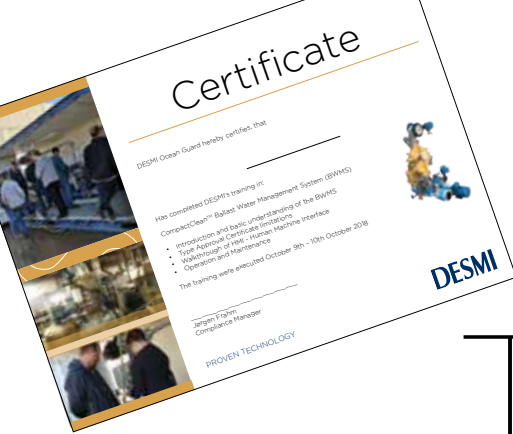 Certificate
DESMI Ocean Guard hereby certifies, that
Has completed DESMI's training in:
CompactClean™ Ballast Water Management System (BWMS)
• Introduction and basic understanding of the BWMS
• Type Approval Certificate limitations
• Walkthrough of HMI - Human Machine Interface
• Operation and Maintenance
The training were executed October 9th - 10th October 2018
Jørgen Frahm
Compliance Manager
DESMI
PROVEN TECHNOLOGY